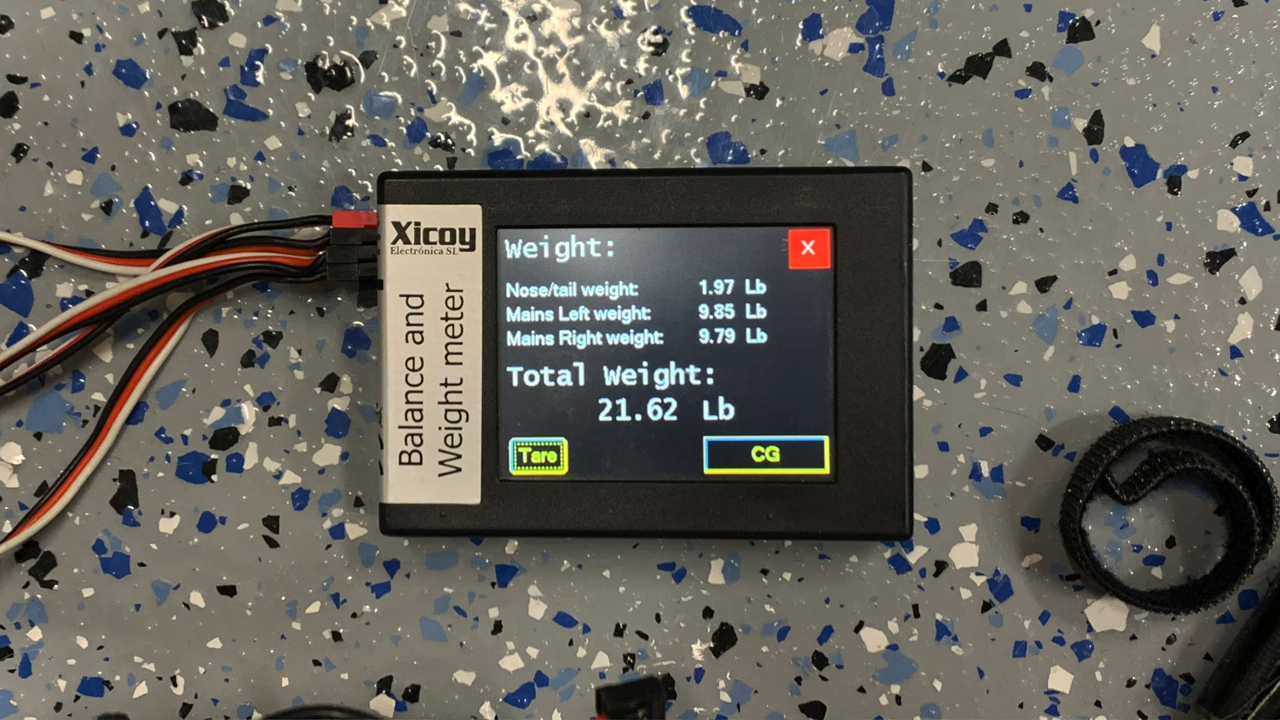 Xicoy
Electrónica SL
Balance and
Weight meter
Weight:
X
Nose/tail weight: 1.97 Lb
Mains Left weight: 9.85 Lb
Mains Right weight: 9.79 Lb
Total Weight:
21.62 Lb
Tare
CG